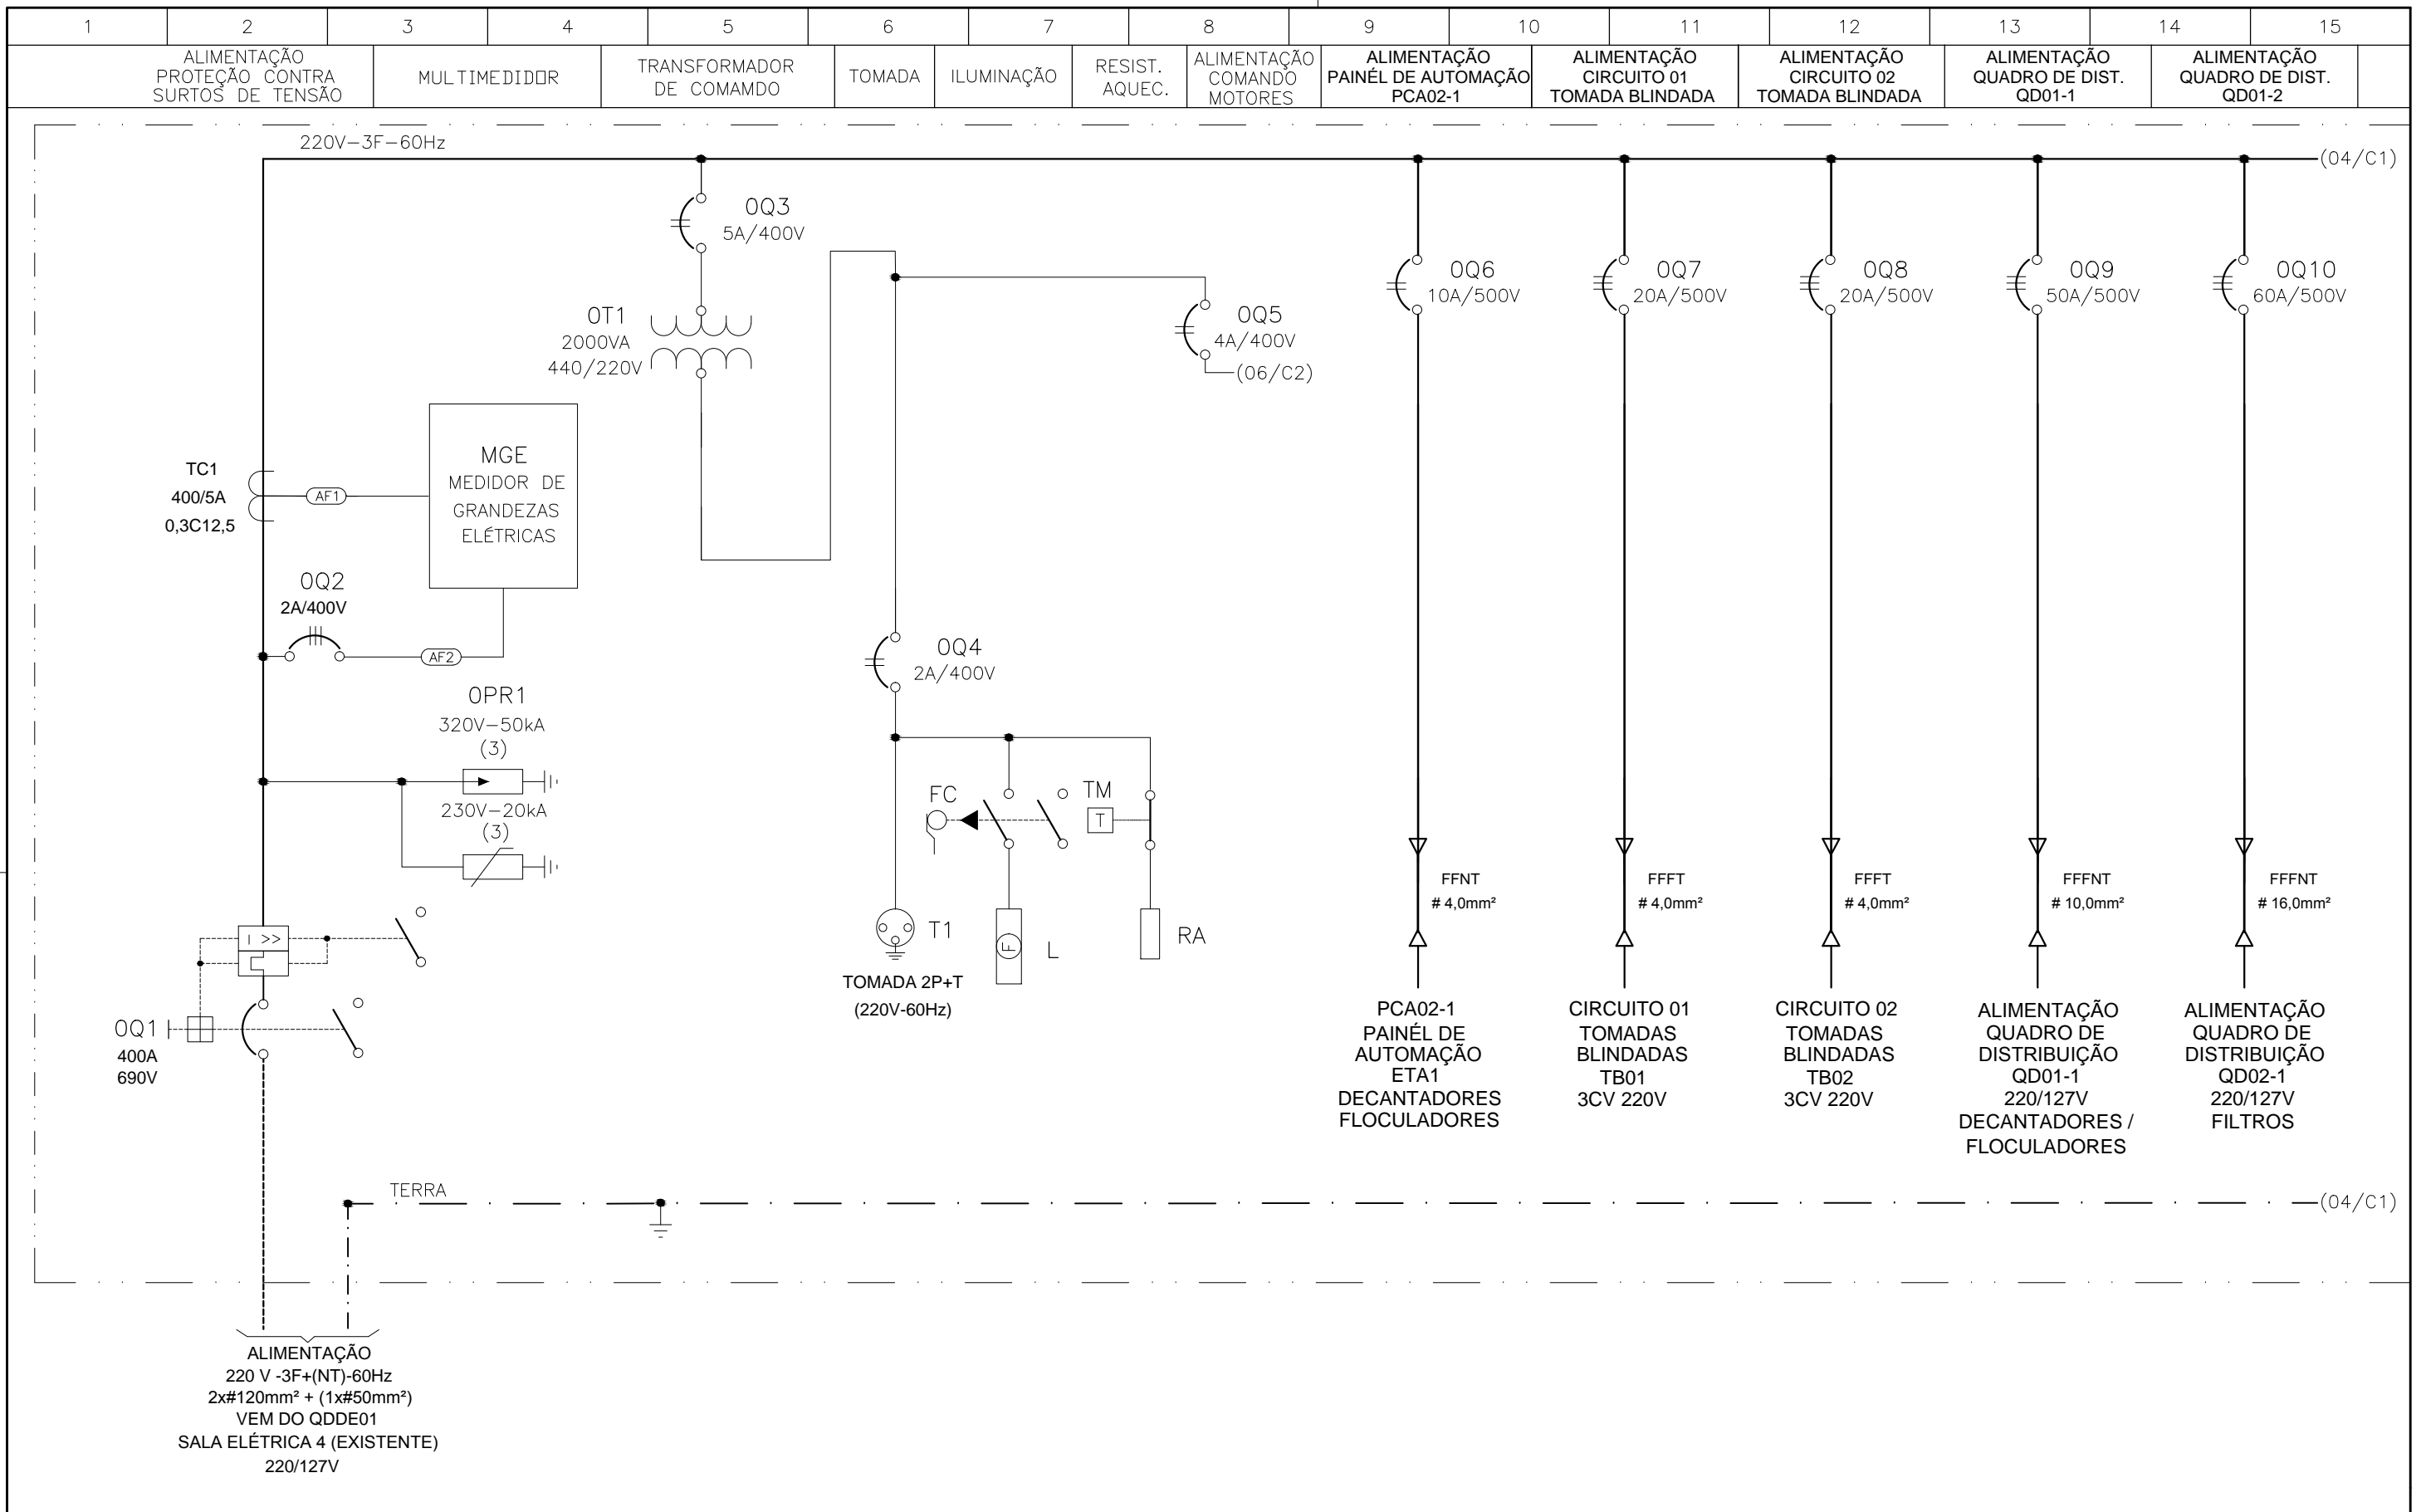 1 2 3 4 5 6 7 8 9 10 11 12 13 14 15
ALIMENTAÇÃO
PROTEÇÃO CONTRA
SURTOS DE TENSÃO
MULTIMEDIDOR
TRANSFORMADOR
DE COMAMDO
TOMADA
ILUMINAÇÃO
RESIST.
AQUEC.
ALIMENTAÇÃO
COMANDO
MOTORES
ALIMENTAÇÃO
PAINÉL DE AUTOMAÇÃO
PCA02-1
ALIMENTAÇÃO
CIRCUITO 01
TOMADA BLINDADA
ALIMENTAÇÃO
CIRCUITO 02
TOMADA BLINDADA
ALIMENTAÇÃO
QUADRO DE DIST.
QD01-1
ALIMENTAÇÃO
QUADRO DE DIST.
QD01-2
220V-3F-60Hz
(04/C1)
0Q3
5A/400V
0T1
2000VA
440/220V
0Q5
4A/400V
(06/C2)
0Q6
10A/500V
0Q7
20A/500V
0Q8
20A/500V
0Q9
50A/500V
0Q10
60A/500V
TC1
400/5A
0,3C12,5
AF1
MGE
MEDIDOR DE
GRANDEZAS
ELÉTRICAS
0Q2
2A/400V
AF2
0Q4
2A/400V
0PR1
320V-50kA
(3)
230V-20kA
(3)
FC
TM
T
I >>
0Q1
400A
690V
T1
TOMADA 2P+T
(220V-60Hz)
F
L
RA
FFNT
# 4,0mm²
FFFT
# 4,0mm²
FFFT
# 4,0mm²
FFFNT
# 10,0mm²
FFFNT
# 16,0mm²
PCA02-1
PAINÉL DE
AUTOMAÇÃO
ETA1
DECANTADORES
FLOCULADORES
CIRCUITO 01
TOMADAS
BLINDADAS
TB01
3CV 220V
CIRCUITO 02
TOMADAS
BLINDADAS
TB02
3CV 220V
ALIMENTAÇÃO
QUADRO DE
DISTRIBUIÇÃO
QD01-1
220/127V
DECANTADORES /
FLOCULADORES
ALIMENTAÇÃO
QUADRO DE
DISTRIBUIÇÃO
QD02-1
220/127V
FILTROS
TERRA
(04/C1)
ALIMENTAÇÃO
220 V -3F+(NT)-60Hz
2x#120mm² + (1x#50mm²)
VEM DO QDDE01
SALA ELÉTRICA 4 (EXISTENTE)
220/127V